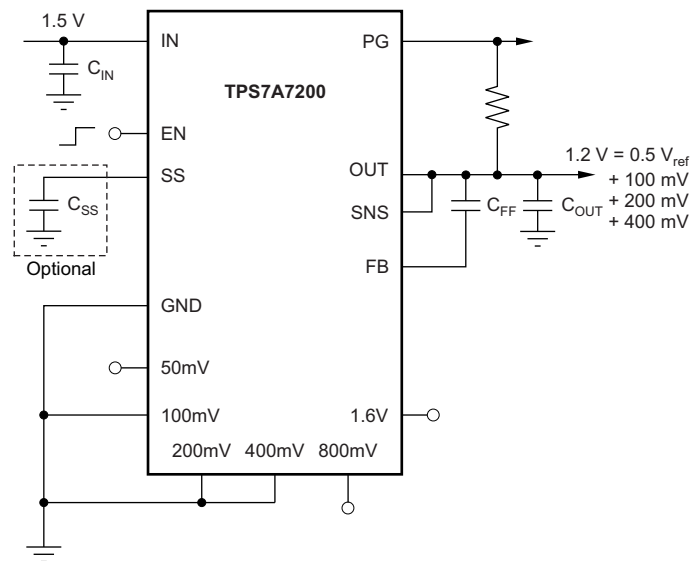 1.5 V
IN
PG
C_IN
TPS7A7200
EN
1.2 V = 0.5 V_ref
+ 100 mV
+ 200 mV
+ 400 mV
SS
OUT
C_SS
SNS
C_FF
C_OUT
Optional
FB
GND
50mV
100mV
1.6V
200mV 400mV 800mV